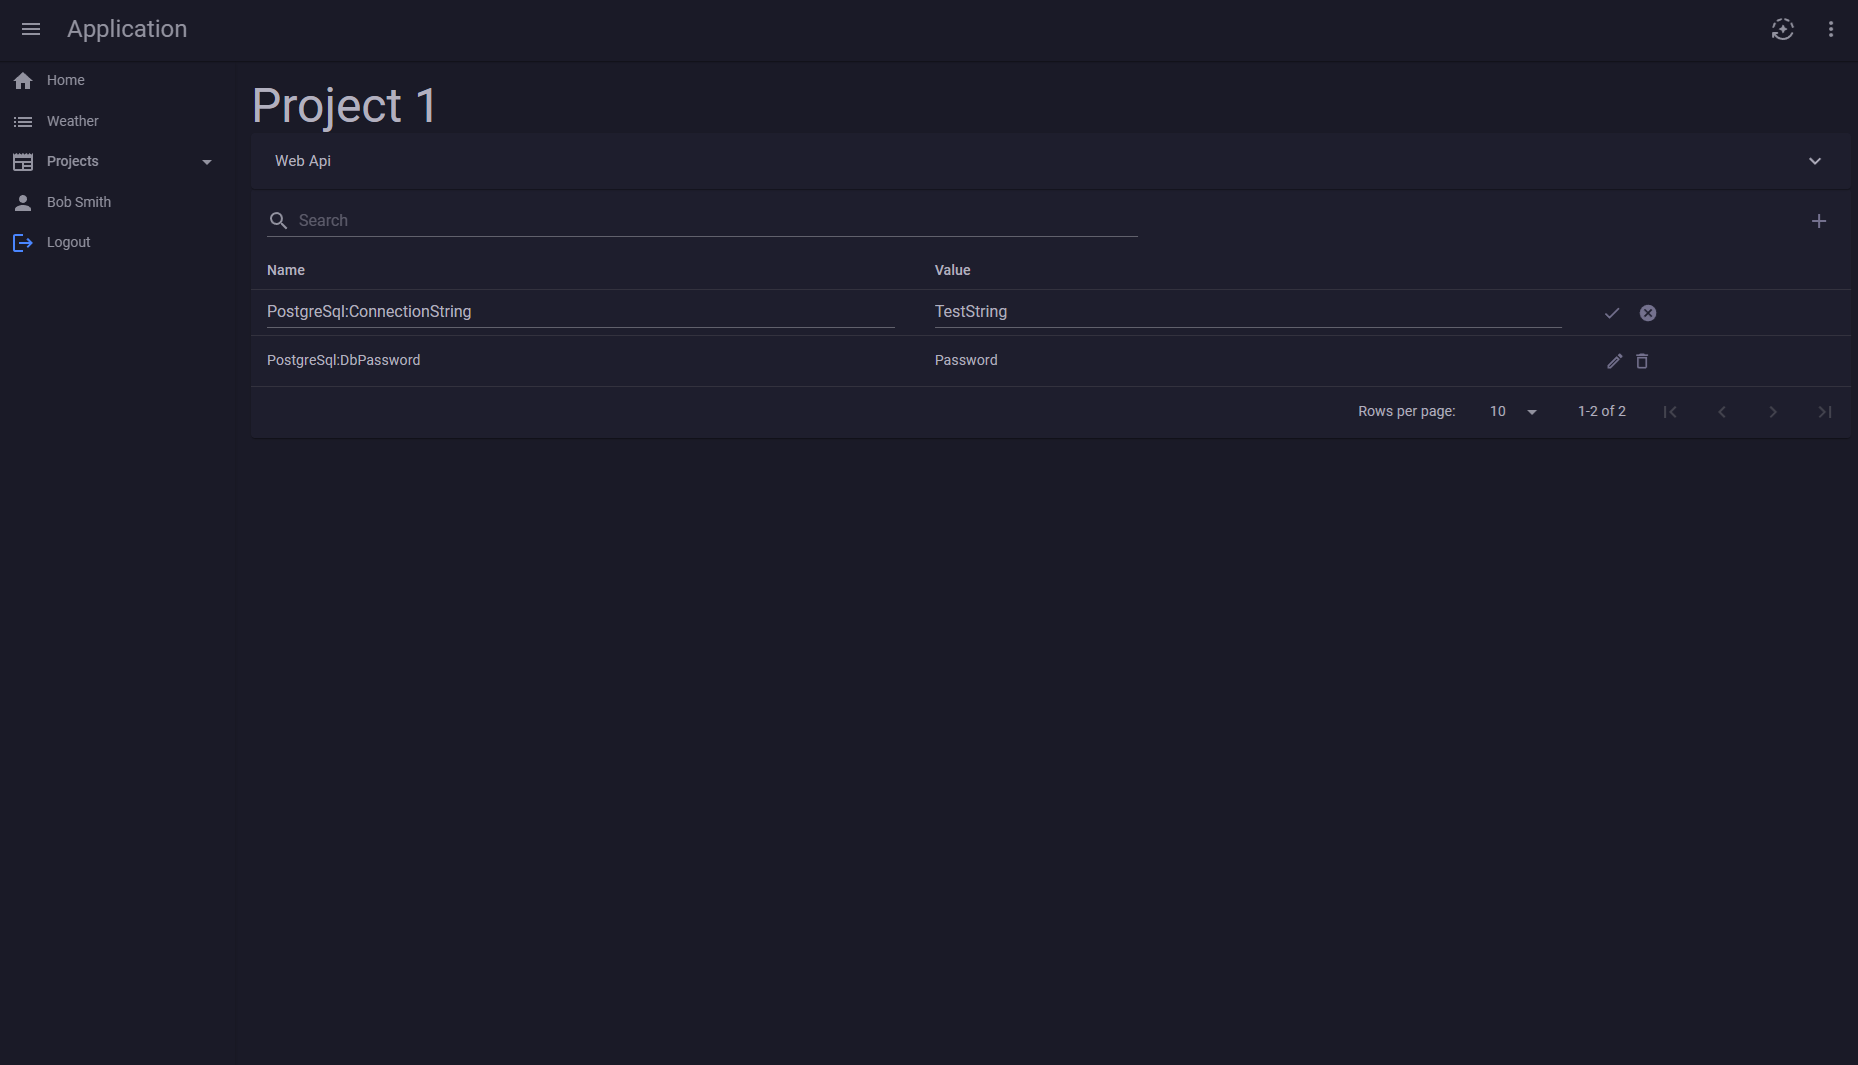 Application
Home
Weather
Projects
Bob Smith
Logout
Project 1
Web Api
Search
Name Value
PostgreSql:ConnectionString TestString
PostgreSql:DbPassword Password
Rows per page: 10 1-2 of 2